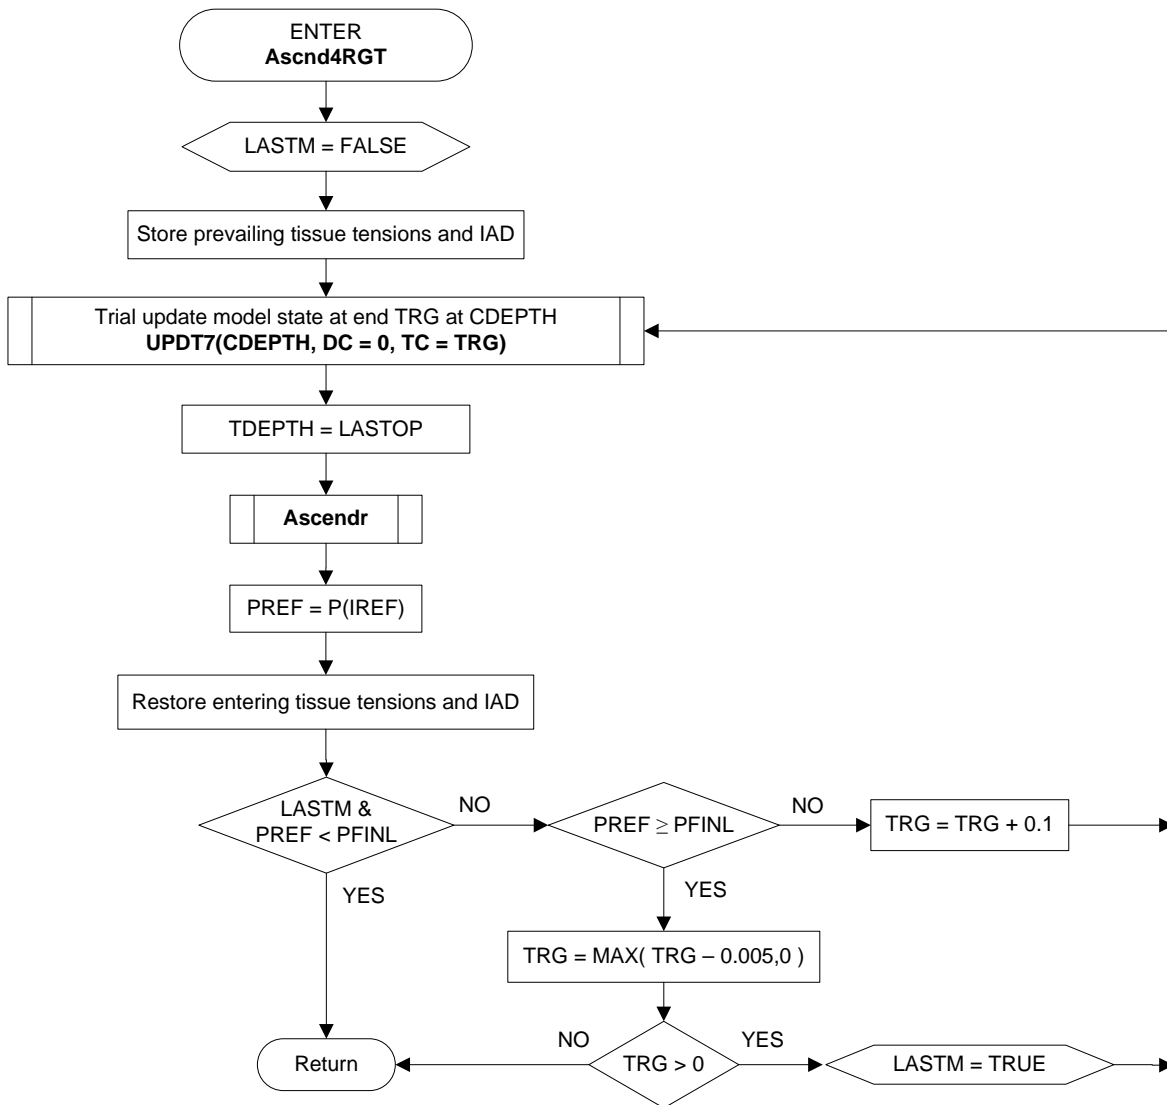 ENTER
Ascnd4RGT
LASTM = FALSE
Store prevailing tissue tensions and IAD
Trial update model state at end TRG at CDEPTH
UPDT7(CDEPTH, DC = 0, TC = TRG)
TDEPTH = LASTOP
Ascendr
PREF = P(IREF)
Restore entering tissue tensions and IAD
LASTM &
PREF < PFINL
NO
PREF ≥ PFINL
NO
TRG = TRG + 0.1
YES
YES
TRG = MAX( TRG – 0.005,0 )
Return
NO
TRG > 0
YES
LASTM = TRUE